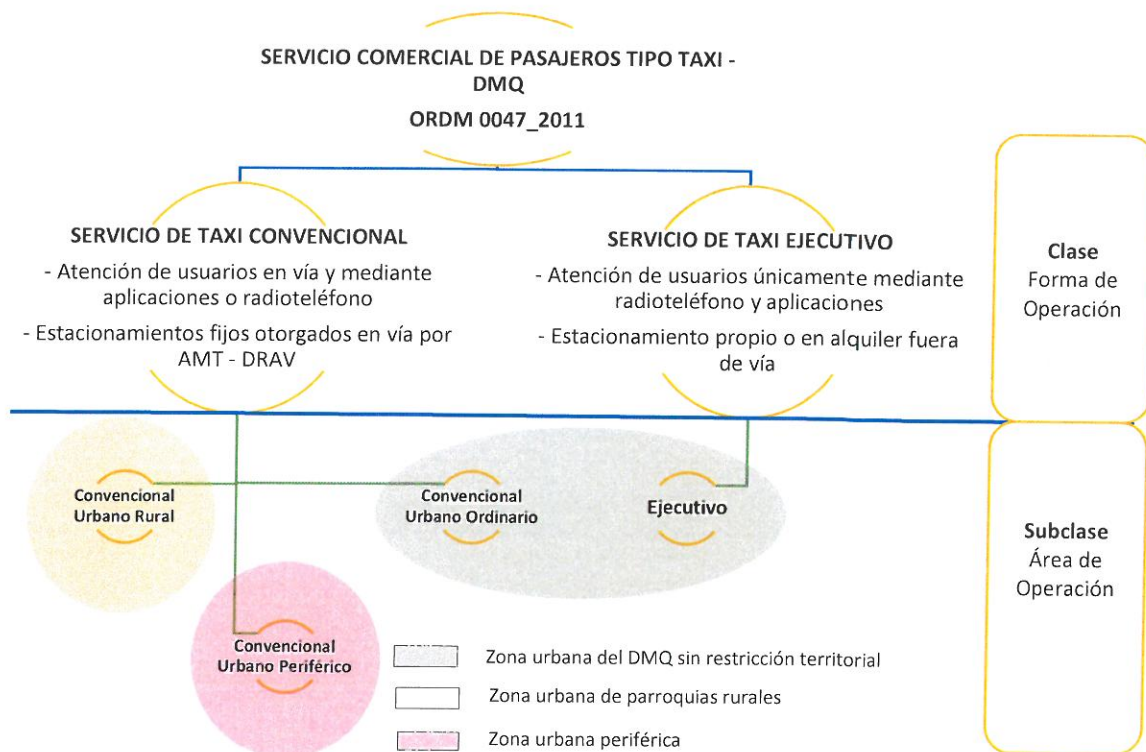 SERVICIO COMERCIAL DE PASAJEROS TIPO TAXI -
DMQ
ORDM 0047_2011
SERVICIO DE TAXI CONVENCIONAL
- Atención de usuarios en vía y mediante
aplicaciones o radioteléfono
- Estacionamientos fijos otorgados en vía por
AMT - DRAV
SERVICIO DE TAXI EJECUTIVO
- Atención de usuarios únicamente mediante
radioteléfono y aplicaciones
- Estacionamiento propio o en alquiler fuera
de vía
Clase
Forma de
Operación
Convencional
Urbano Rural
Convencional
Urbano Ordinario
Ejecutivo
Subclase
Área de
Operación
Convencional
Urbano Periférico
Zona urbana del DMQ sin restricción territorial
Zona urbana de parroquias rurales
Zona urbana periférica